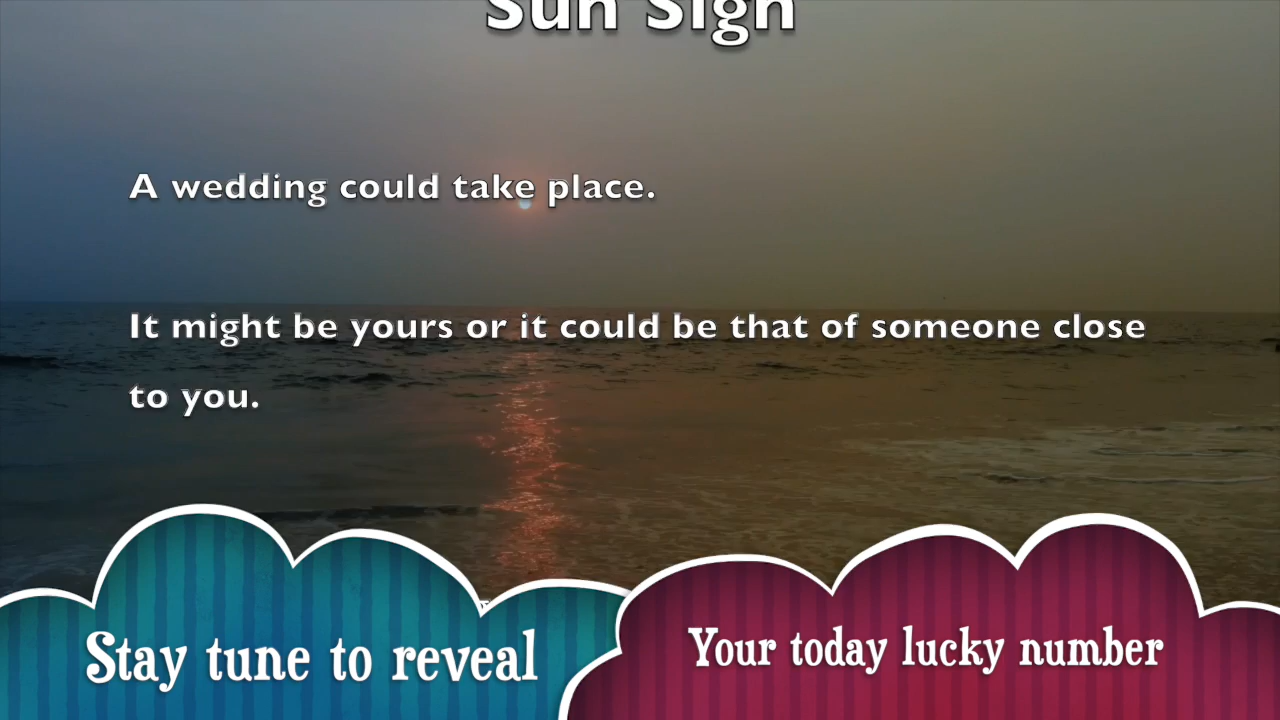 Sun Sign
A wedding could take place.
It might be yours or it could be that of someone close
to you.
Stay tune to reveal
Your today lucky number